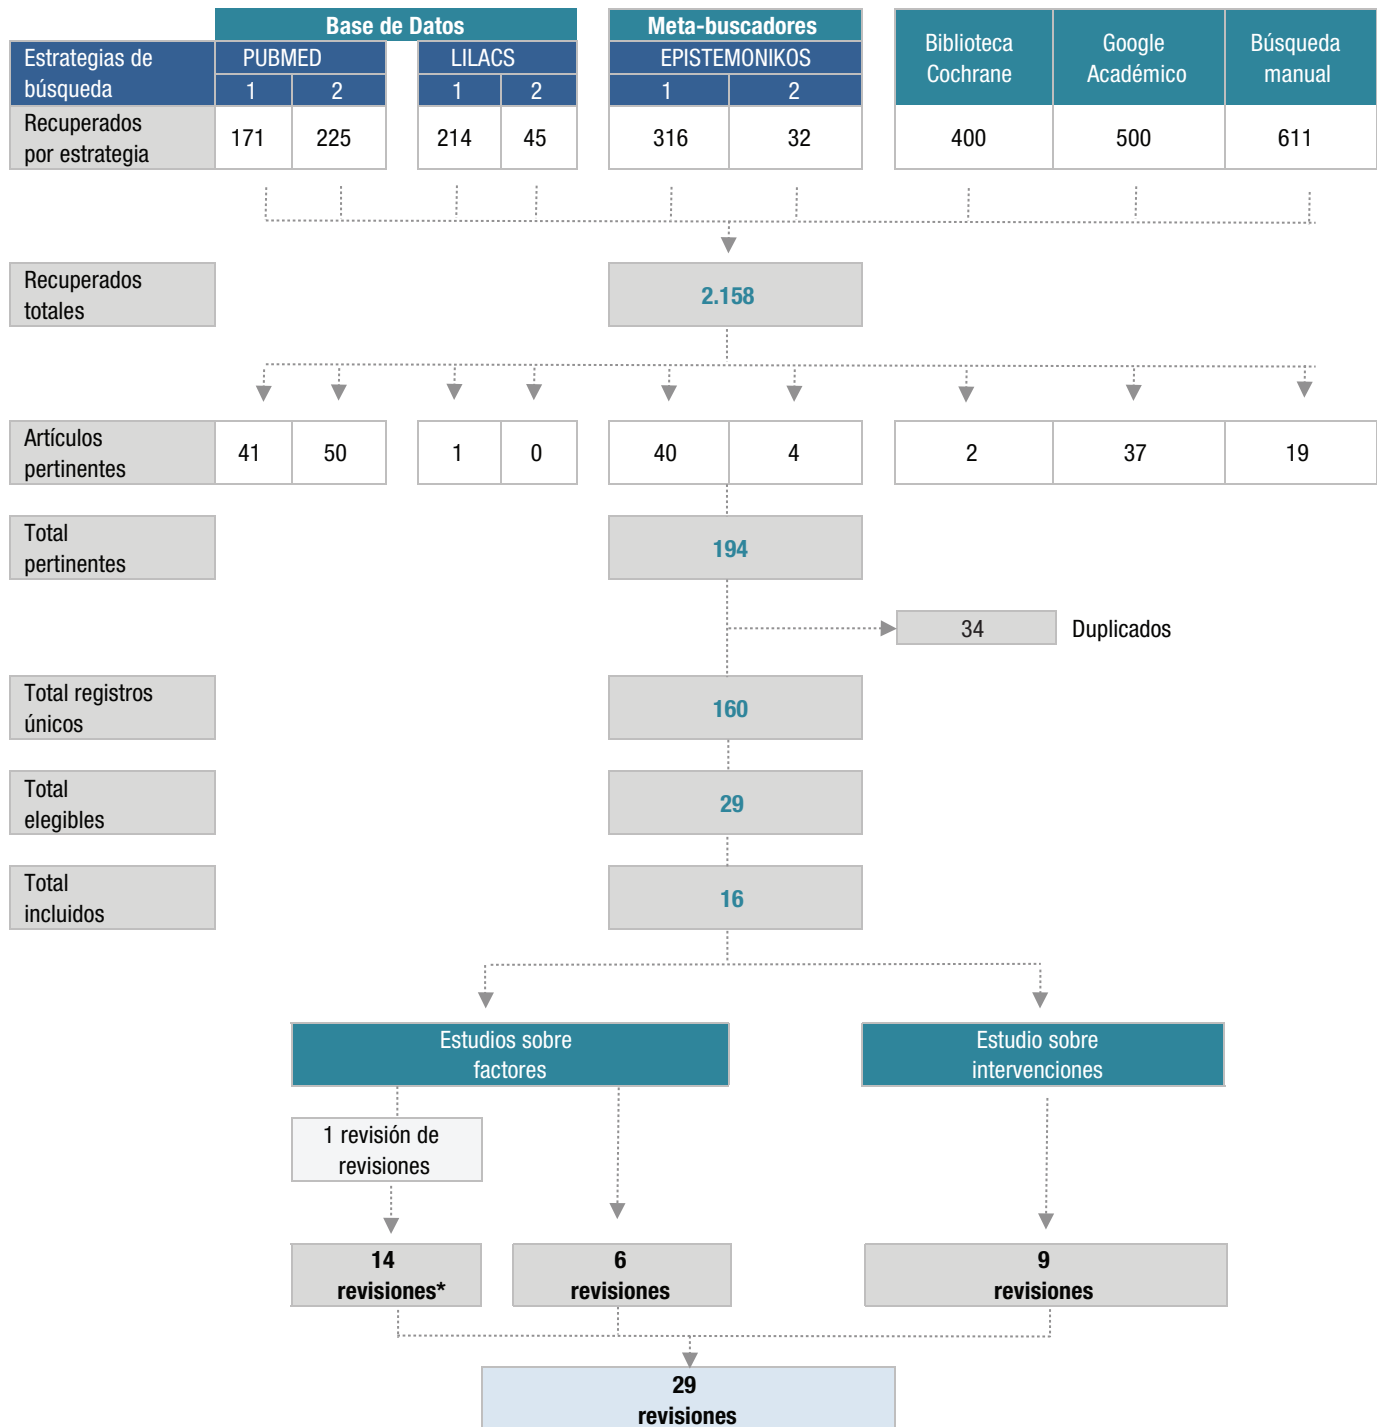 Base de Datos
Meta-buscadores
Biblioteca
Cochrane
Google
Académico
Búsqueda
manual
Estrategias de
búsqueda
PUBMED
LILACS
EPISTEMONIKOS
1 2 1 2 1 2
Recuperados
por estrategia
171 225 214 45 316 32 400 500 611
Recuperados
totales
2.158
Artículos
pertinentes
41 50 1 0 40 4 2 37 19
Total
pertinentes
194
34 Duplicados
Total registros
únicos
160
Total
elegibles
29
Total
incluidos
16
Estudios sobre
factores
Estudio sobre
intervenciones
1 revisión de
revisiones
14
revisiones*
6
revisiones
9
revisiones
29
revisiones